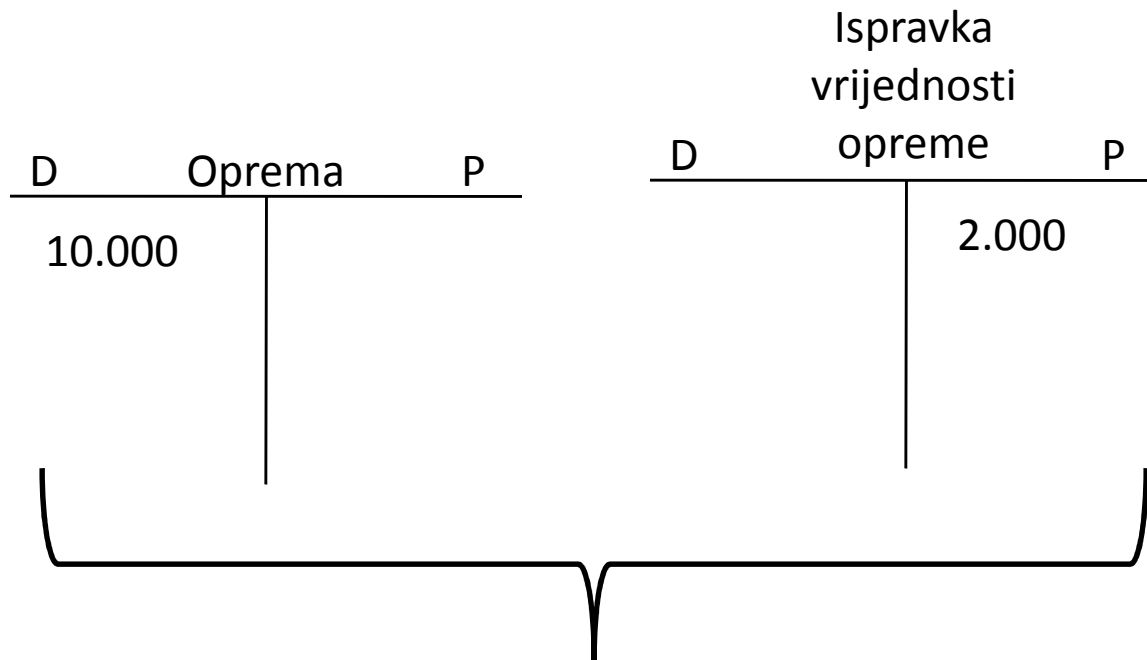 D Oprema P
10.000
Ispravka
vrijednosti
opreme
D P
2.000